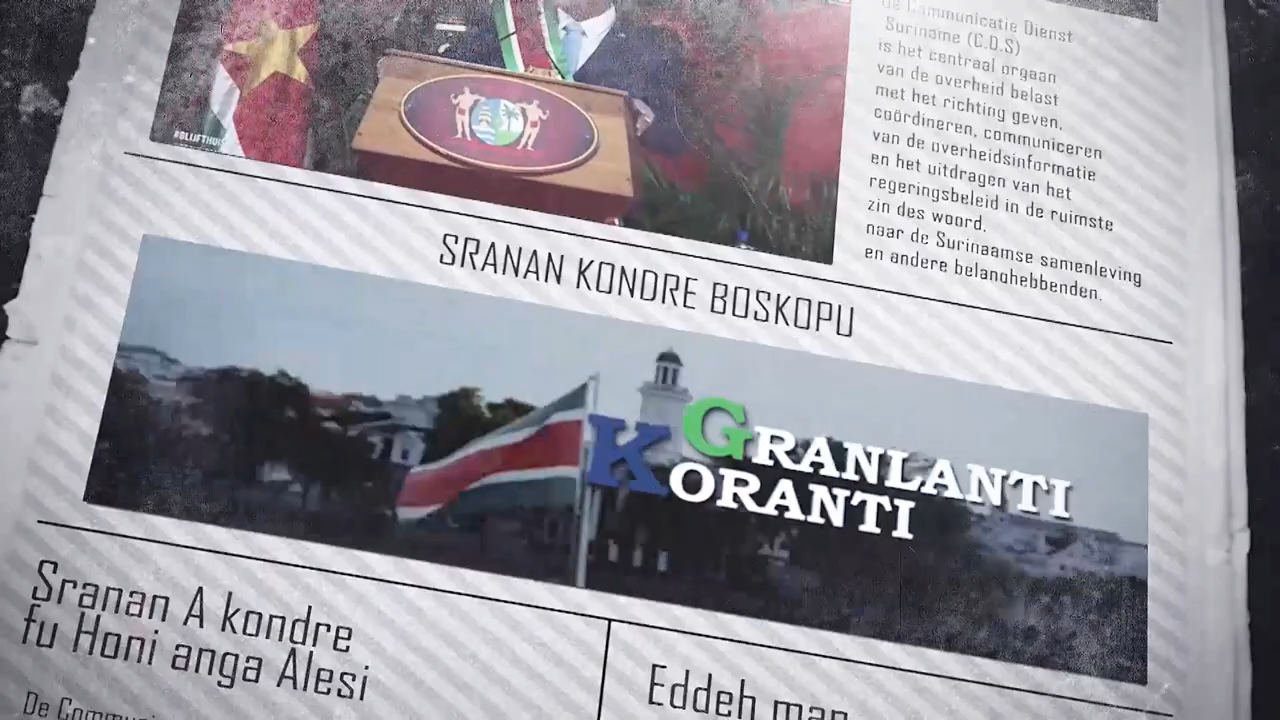 De Communicatie Dienst
Suriname (C.D.S)
is het centraal orgaan
van de overheid belast
met het richting geven,
coördineren, communiceren
van de overheidsinformatie
en het uitdragen van het
regeringsbeleid in de ruimste
zin des woord.
naar de Surinaamse samenleving
en andere belanghebbenden.
SRANAN KONDRE BOSKOPU
GRANLANTI
KORANTI
Sranan A kondre
fu Honi anga Alesi
Eddeh man
De